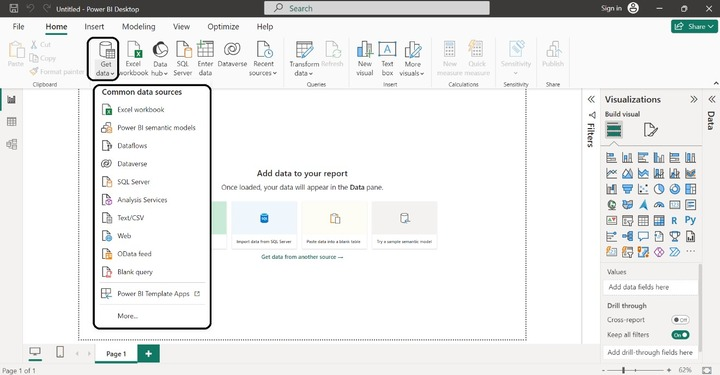 Untitled - Power BI Desktop
Search
Sign in
File Home Insert Modeling View Optimize Help
Share
Paste
Cut
Copy
Format painter
Get data
Excel workbook
Data hub
SQL Server
Enter data
Dataverse
Recent sources
Transform data
Refresh
New visual
Text box
More visuals
New measure
Quick measure
Sensitivity
Publish
Clipboard
Queries
Insert
Calculations
Sensitivity
Share
Common data sources
Excel workbook
Power BI semantic models
Dataflows
Dataverse
SQL Server
Analysis Services
Text/CSV
Web
OData feed
Blank query
Power BI Template Apps
More...
Add data to your report
Once loaded, your data will appear in the Data pane.
Import data from SQL Server
Paste data into a blank table
Try a sample semantic model
Get data from another source →
Filters
Visualizations
Build visual
Data
R Py
Values
Add data fields here
Drill through
Cross-report Off
Keep all filters On
Add drill-through fields here
Page 1
Page 1 of 1
62%